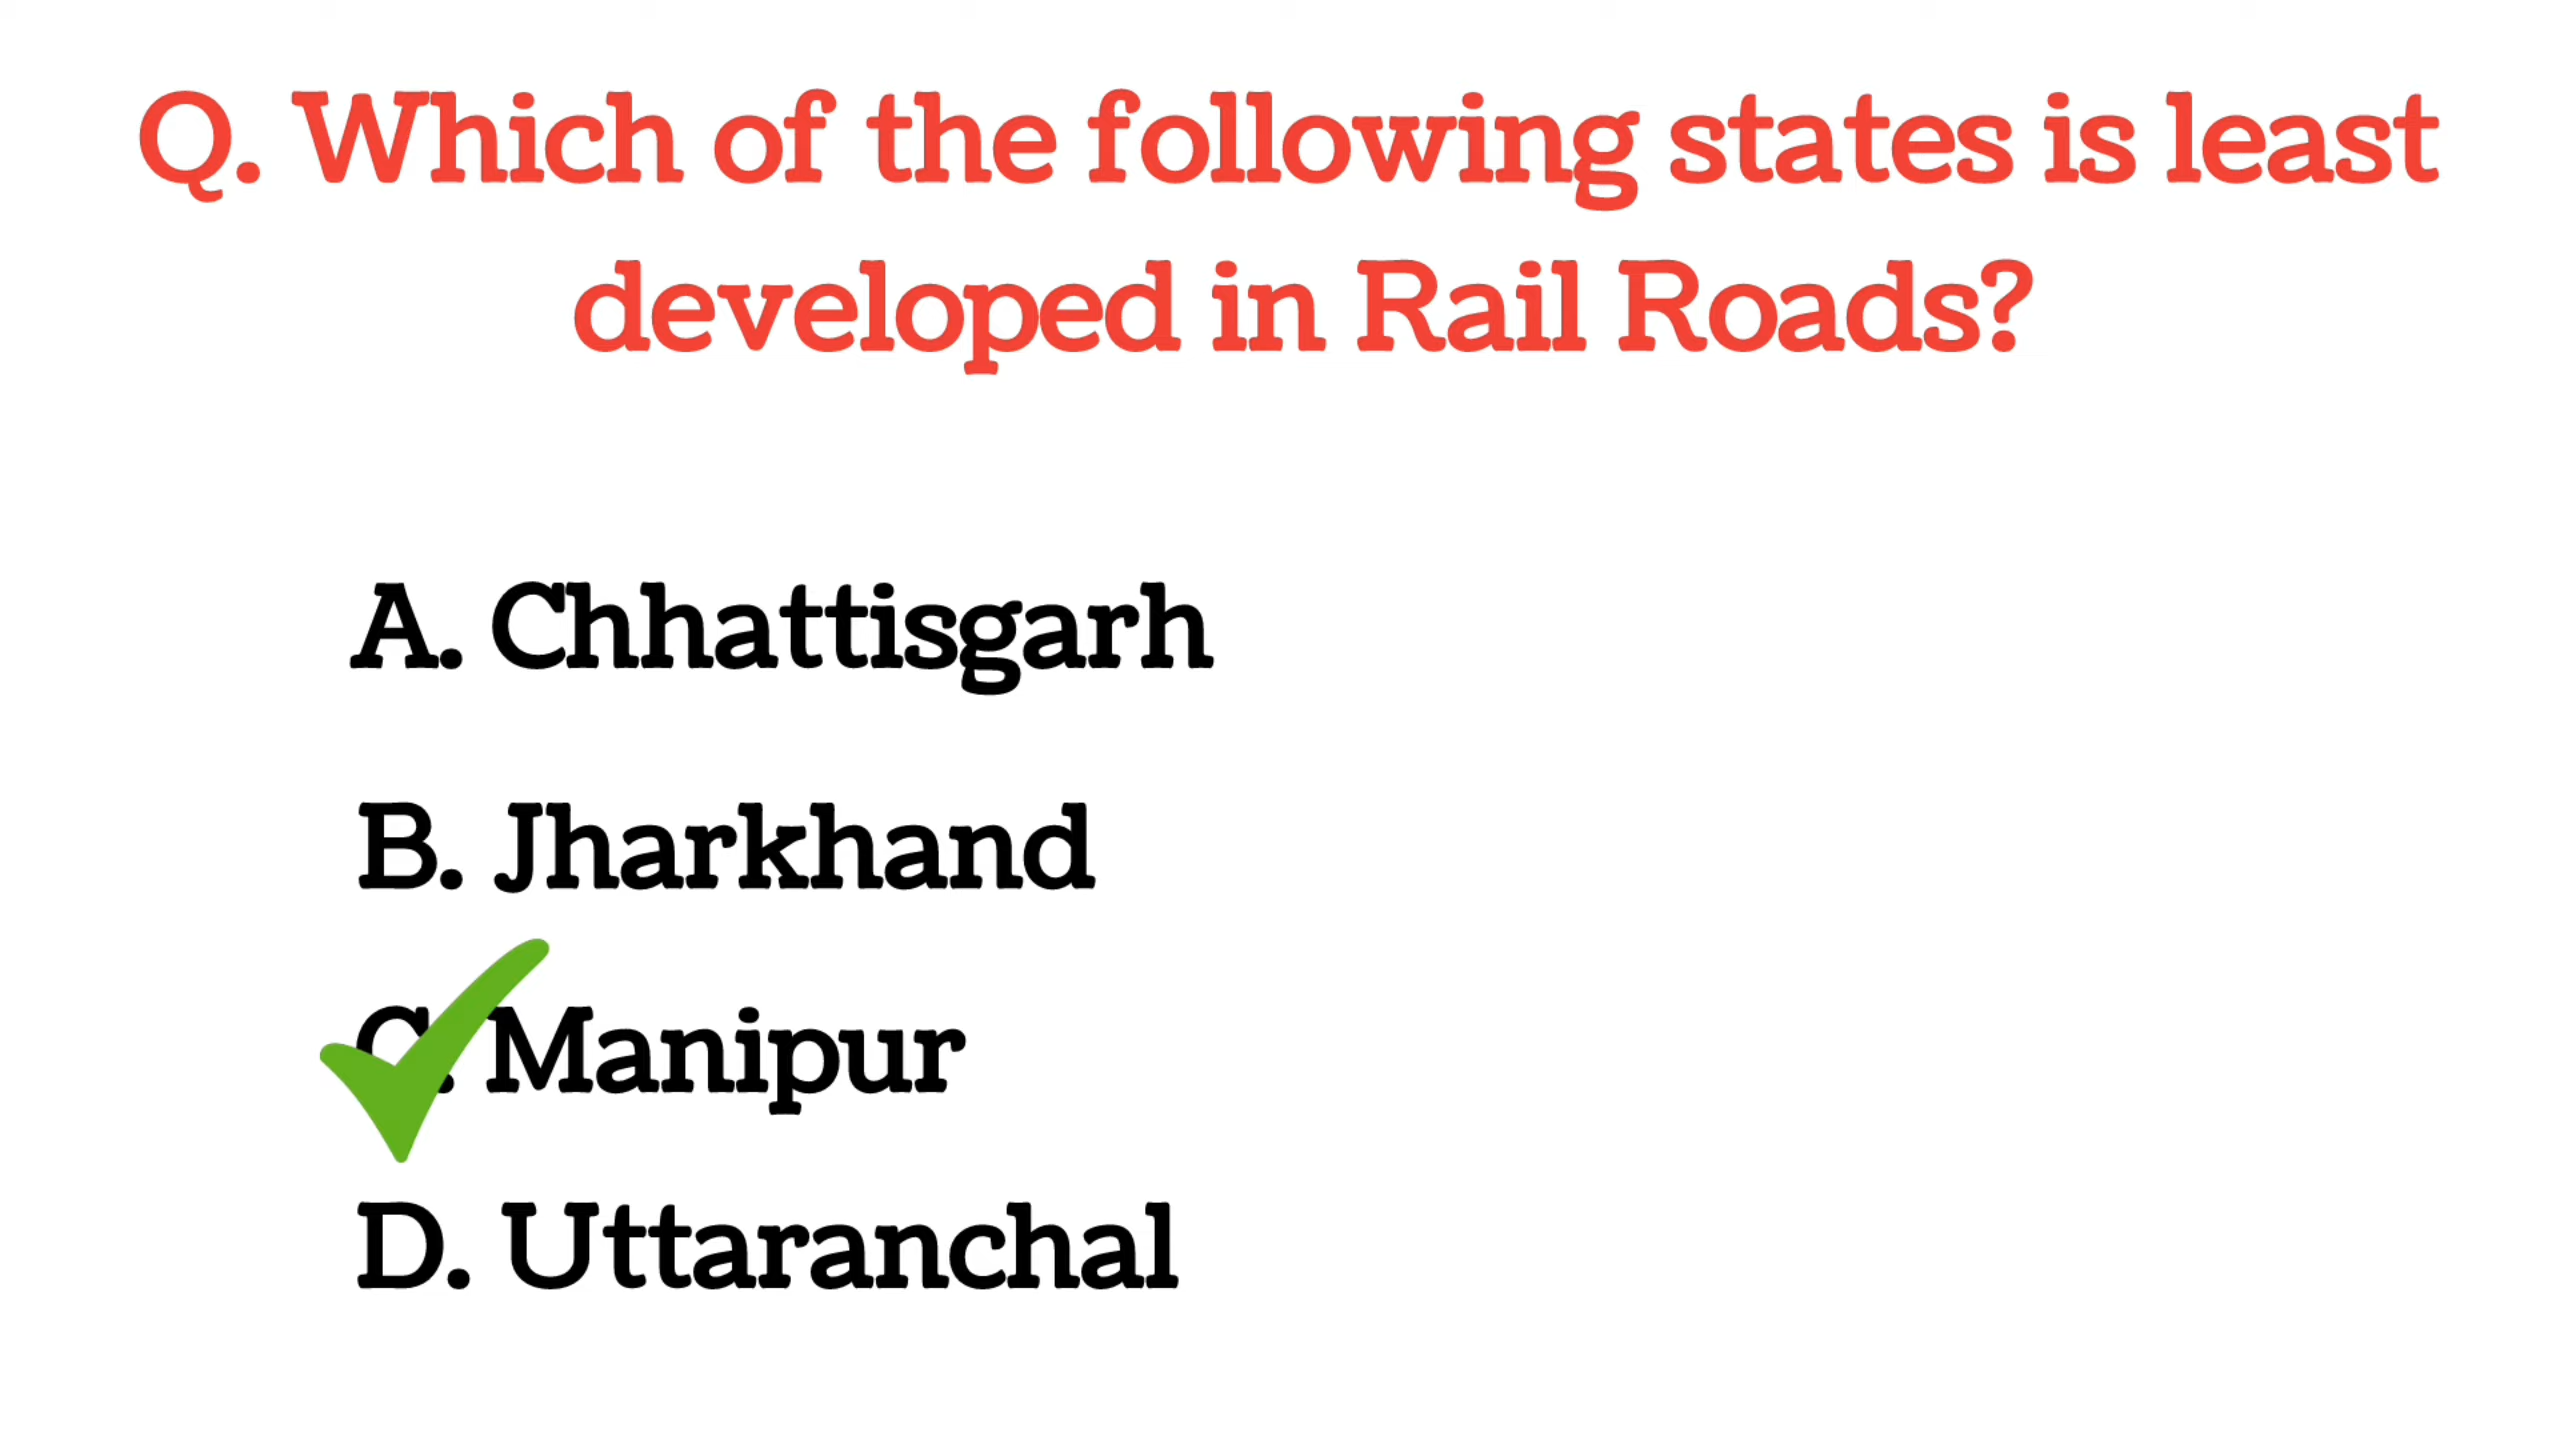 Q. Which of the following states is least
developed in Rail Roads?
A. Chhattisgarh
B. Jharkhand
C. Manipur
D. Uttaranchal